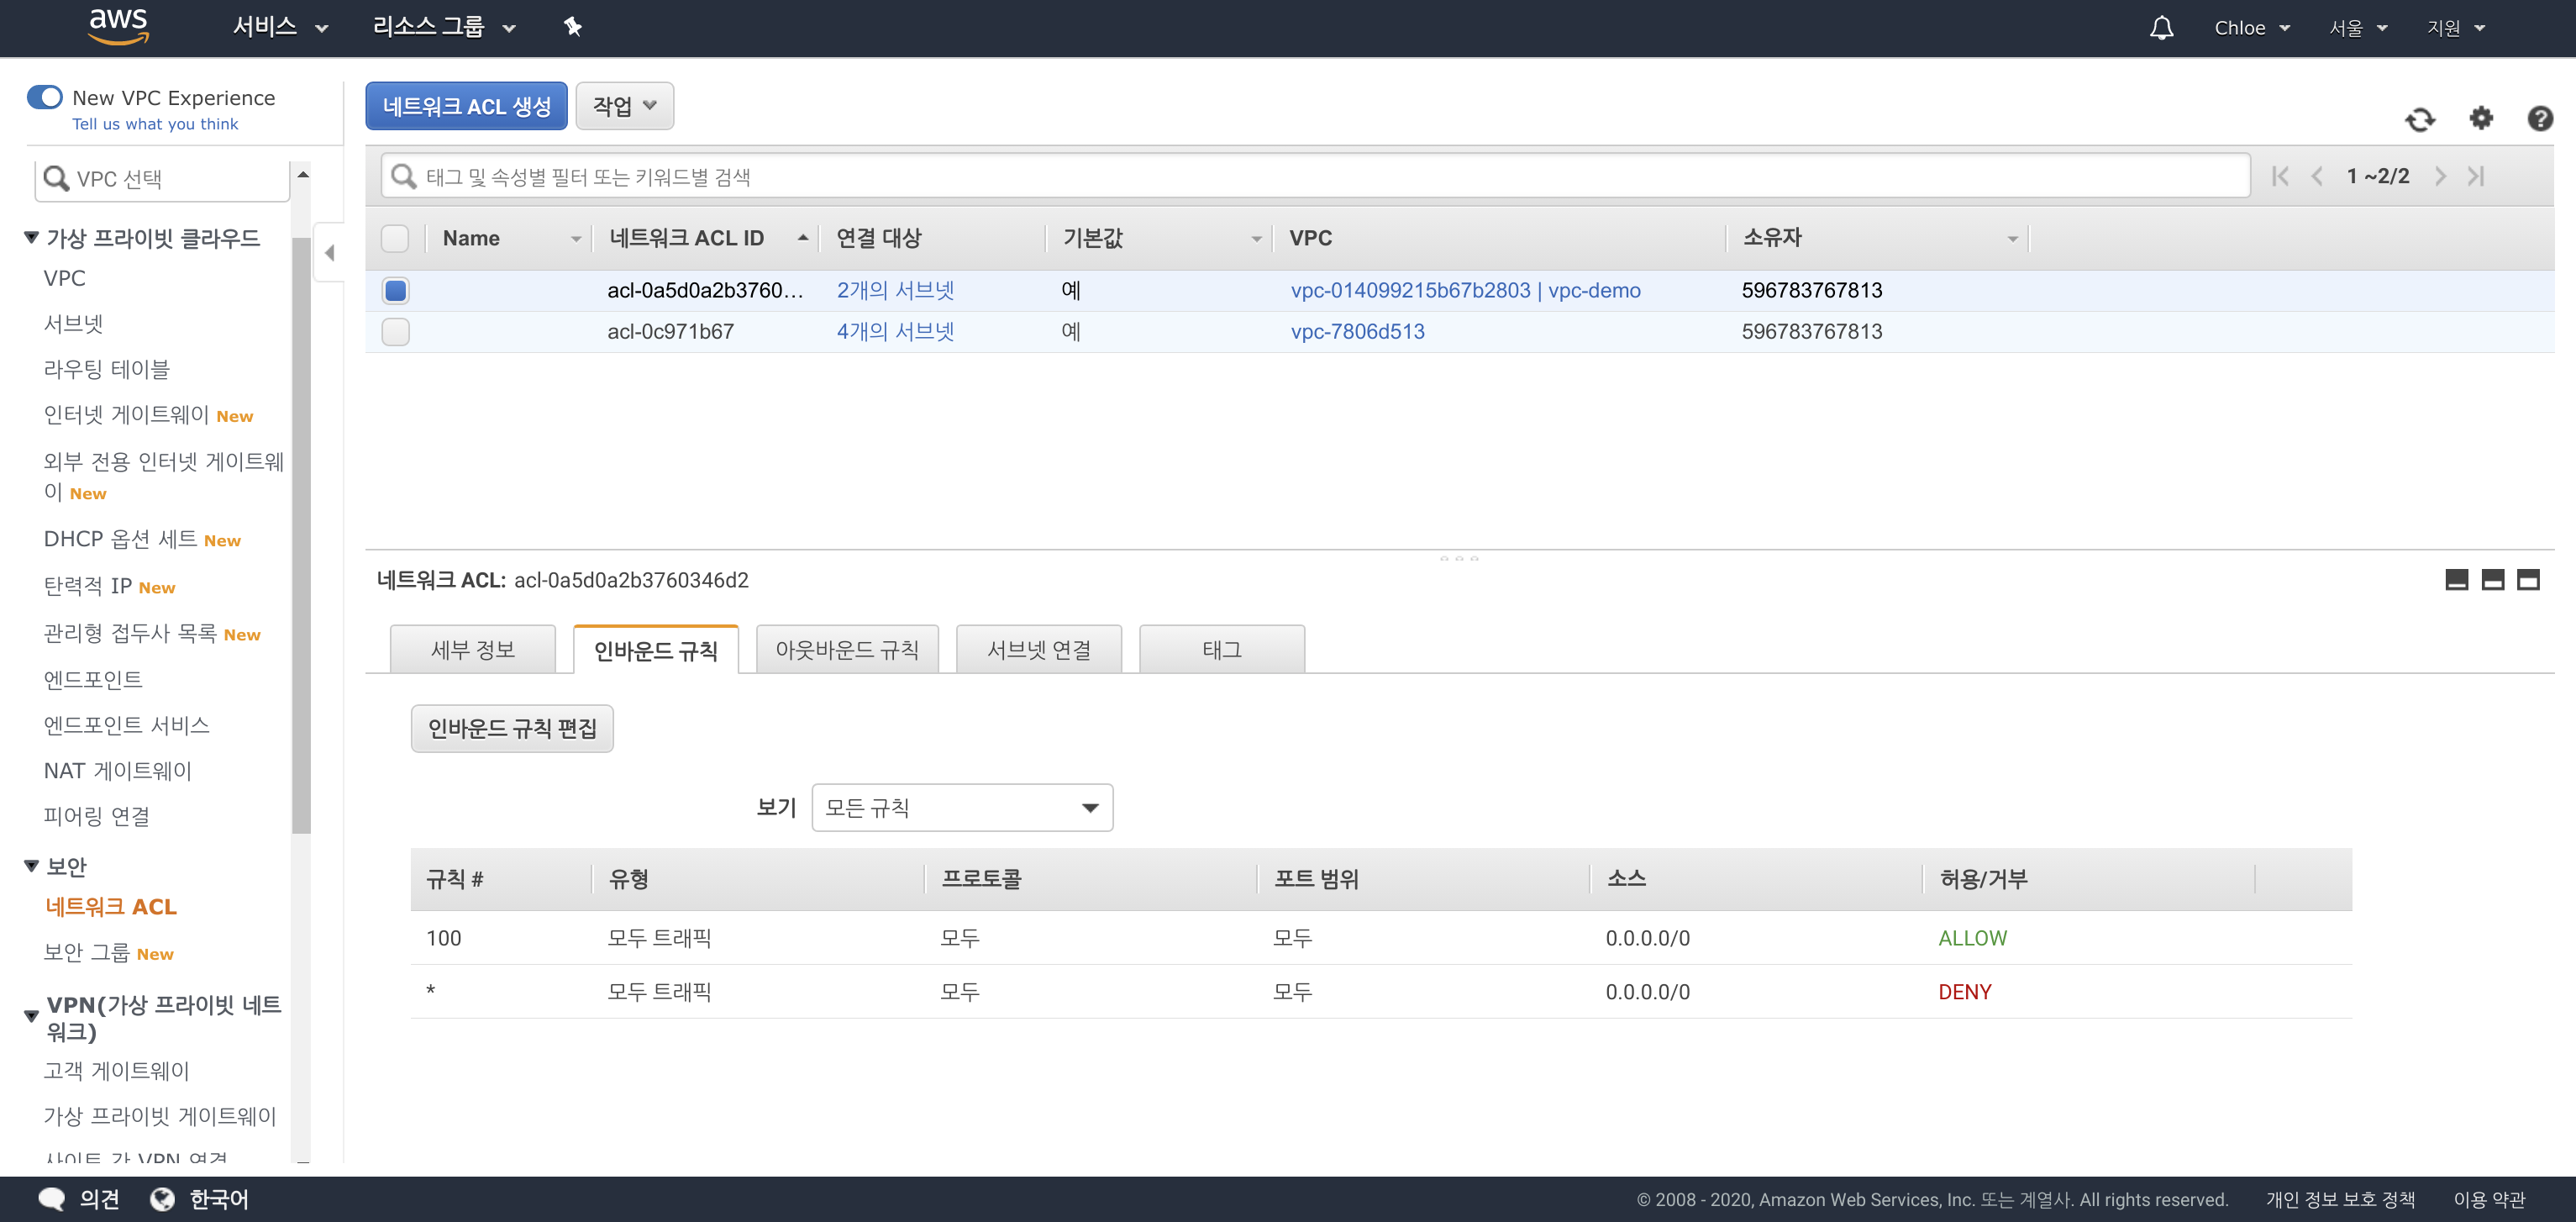 aws 서비스 리소스 그룹 Chloe 서울 지원
New VPC Experience
Tell us what you think
VPC 선택
가상 프라이빗 클라우드
VPC
서브넷
라우팅 테이블
인터넷 게이트웨이 New
외부 전용 인터넷 게이트웨
이 New
DHCP 옵션 세트 New
탄력적 IP New
관리형 접두사 목록 New
엔드포인트
엔드포인트 서비스
NAT 게이트웨이
피어링 연결
보안
네트워크 ACL
보안 그룹 New
VPN(가상 프라이빗 네트
워크)
고객 게이트웨이
가상 프라이빗 게이트웨이
사이트 간 VPN 연결
네트워크 ACL 생성 작업
태그 및 속성별 필터 또는 키워드별 검색 1 ~2/2
Name 네트워크 ACL ID 연결 대상 기본값 VPC 소유자
acl-0a5d0a2b3760... 2개의 서브넷 예 vpc-014099215b67b2803 | vpc-demo 596783767813
acl-0c971b67 4개의 서브넷 예 vpc-7806d513 596783767813
네트워크 ACL: acl-0a5d0a2b3760346d2
세부 정보 인바운드 규칙 아웃바운드 규칙 서브넷 연결 태그
인바운드 규칙 편집
보기 모든 규칙
규칙 # 유형 프로토콜 포트 범위 소스 허용/거부
100 모두 트래픽 모두 모두 0.0.0.0/0 ALLOW
* 모두 트래픽 모두 모두 0.0.0.0/0 DENY
의견 한국어 © 2008 - 2020, Amazon Web Services, Inc. 또는 계열사. All rights reserved. 개인 정보 보호 정책 이용 약관